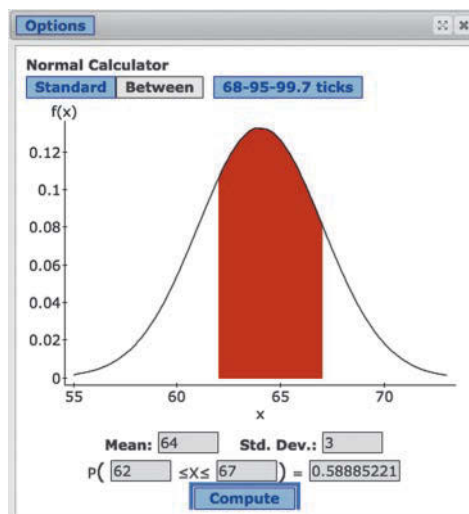 Options
Normal Calculator
Standard Between 68-95-99.7 ticks
f(x)
0.12
0.1
0.08
0.06
0.04
0.02
0
55 60 65 70
x
Mean: 64 Std. Dev.: 3
P( 62 ≤X≤ 67 ) = 0.58885221
Compute